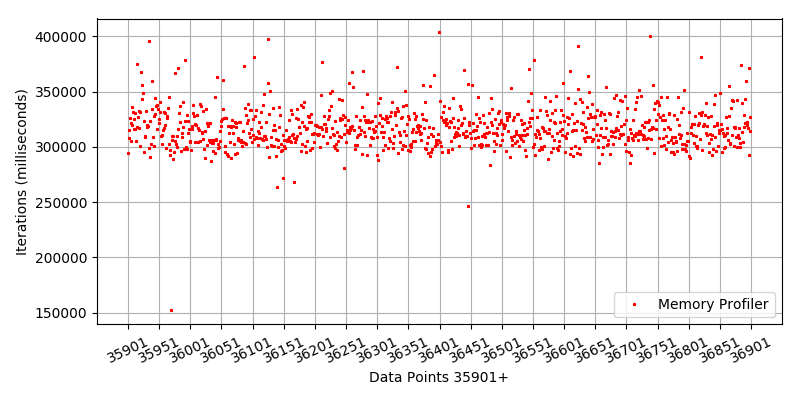 400000
350000
300000
250000
200000
150000
Iterations (milliseconds)
Memory Profiler
35901 35951 36001 36051 36101 36151 36201 36251 36301 36351 36401 36451 36501 36551 36601 36651 36701 36751 36801 36851 36901
Data Points 35901+